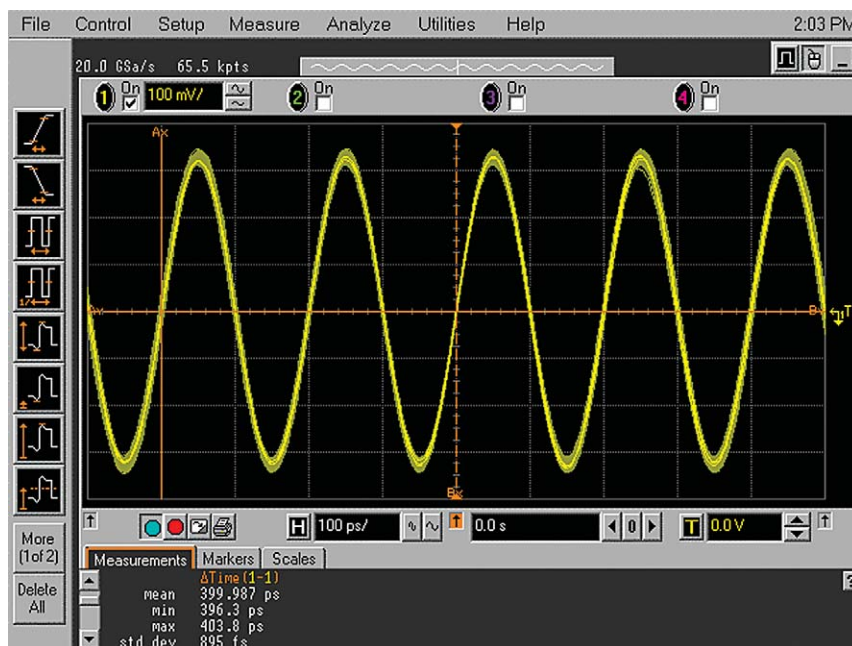 File Control Setup Measure Analyze Utilities Help 2:03 PM
20.0 GSa/s 65.5 kpts
1 On 100 mV/ 2 On 3 On 4 On
Ax
T
Bx
H 100 ps/ 0.0 s 0 T 0.0 V
More
(1of 2)
Delete
All
Measurements Markers Scales
ΔTime(1-1)
mean 399.987 ps
min 396.3 ps
max 403.8 ps
std dev 895 fs